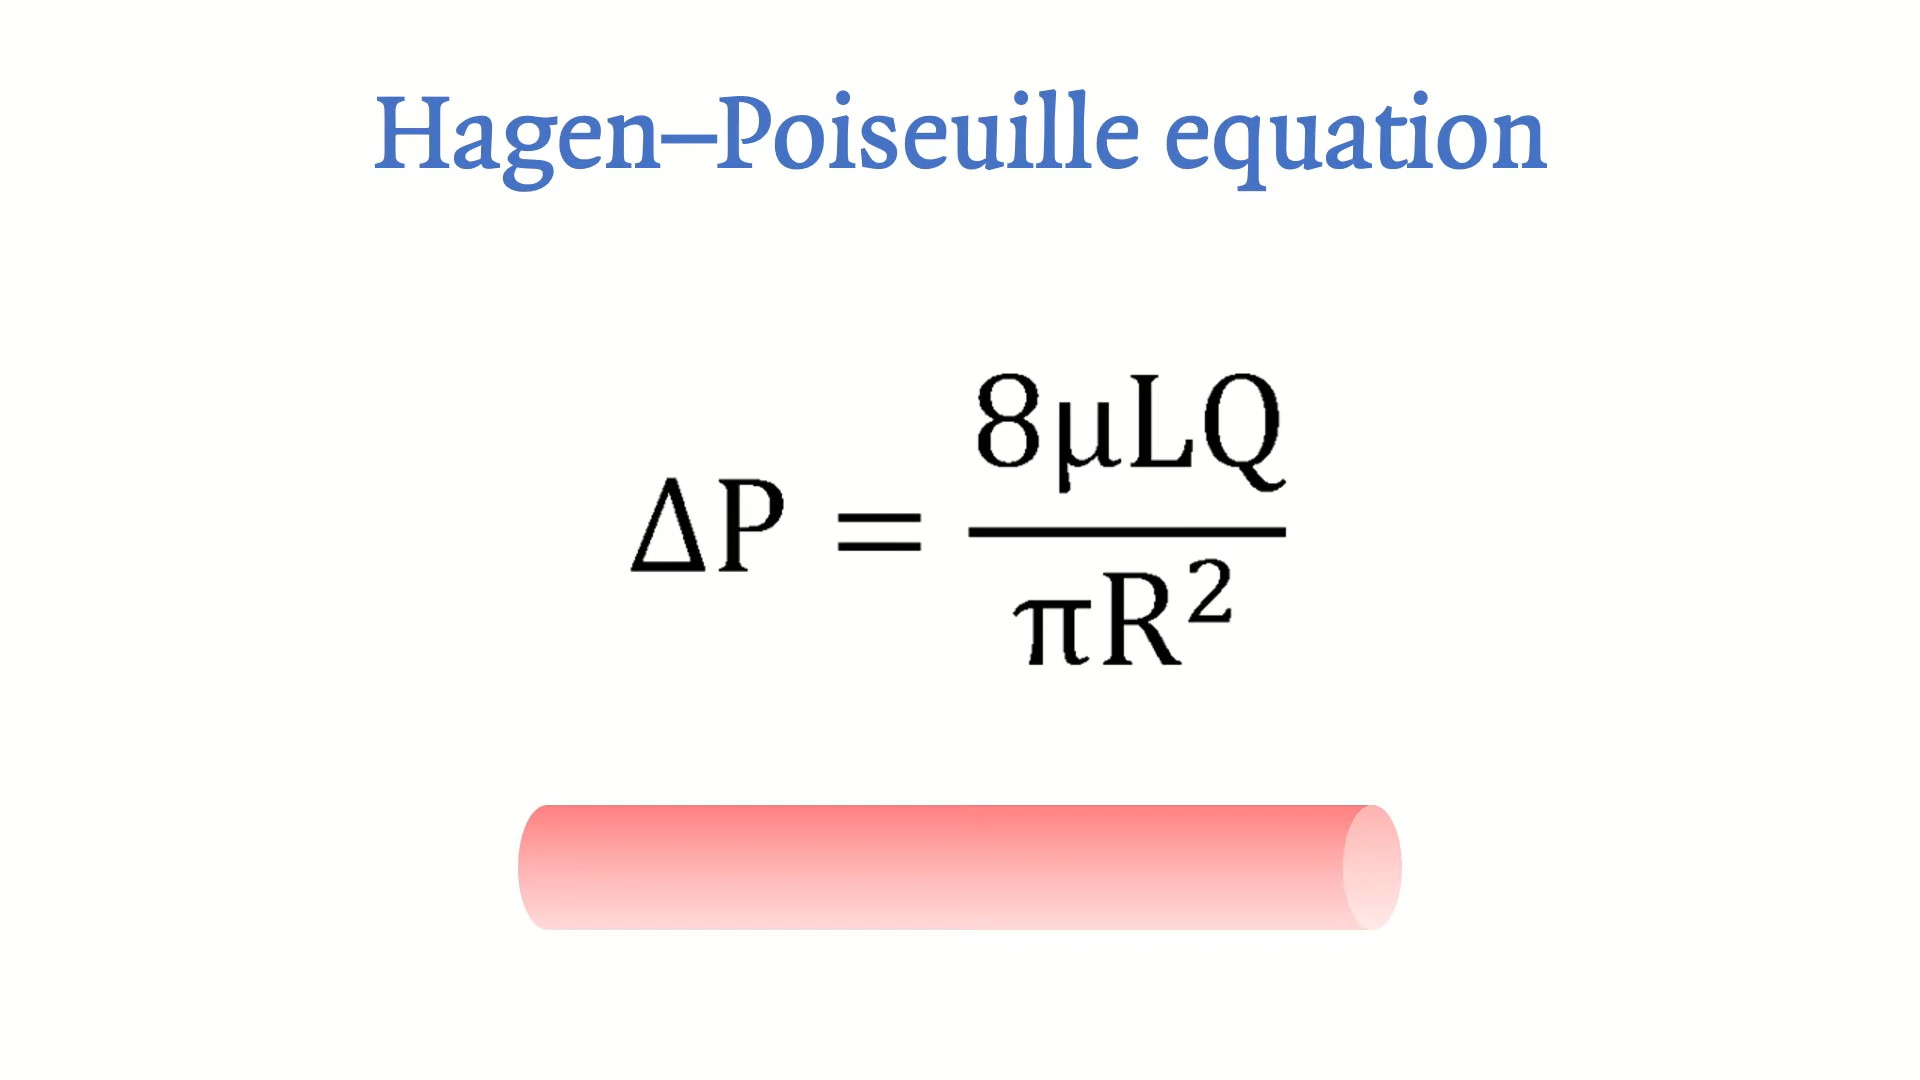 Hagen–Poiseuille equation
ΔP = 8μLQ / πR²